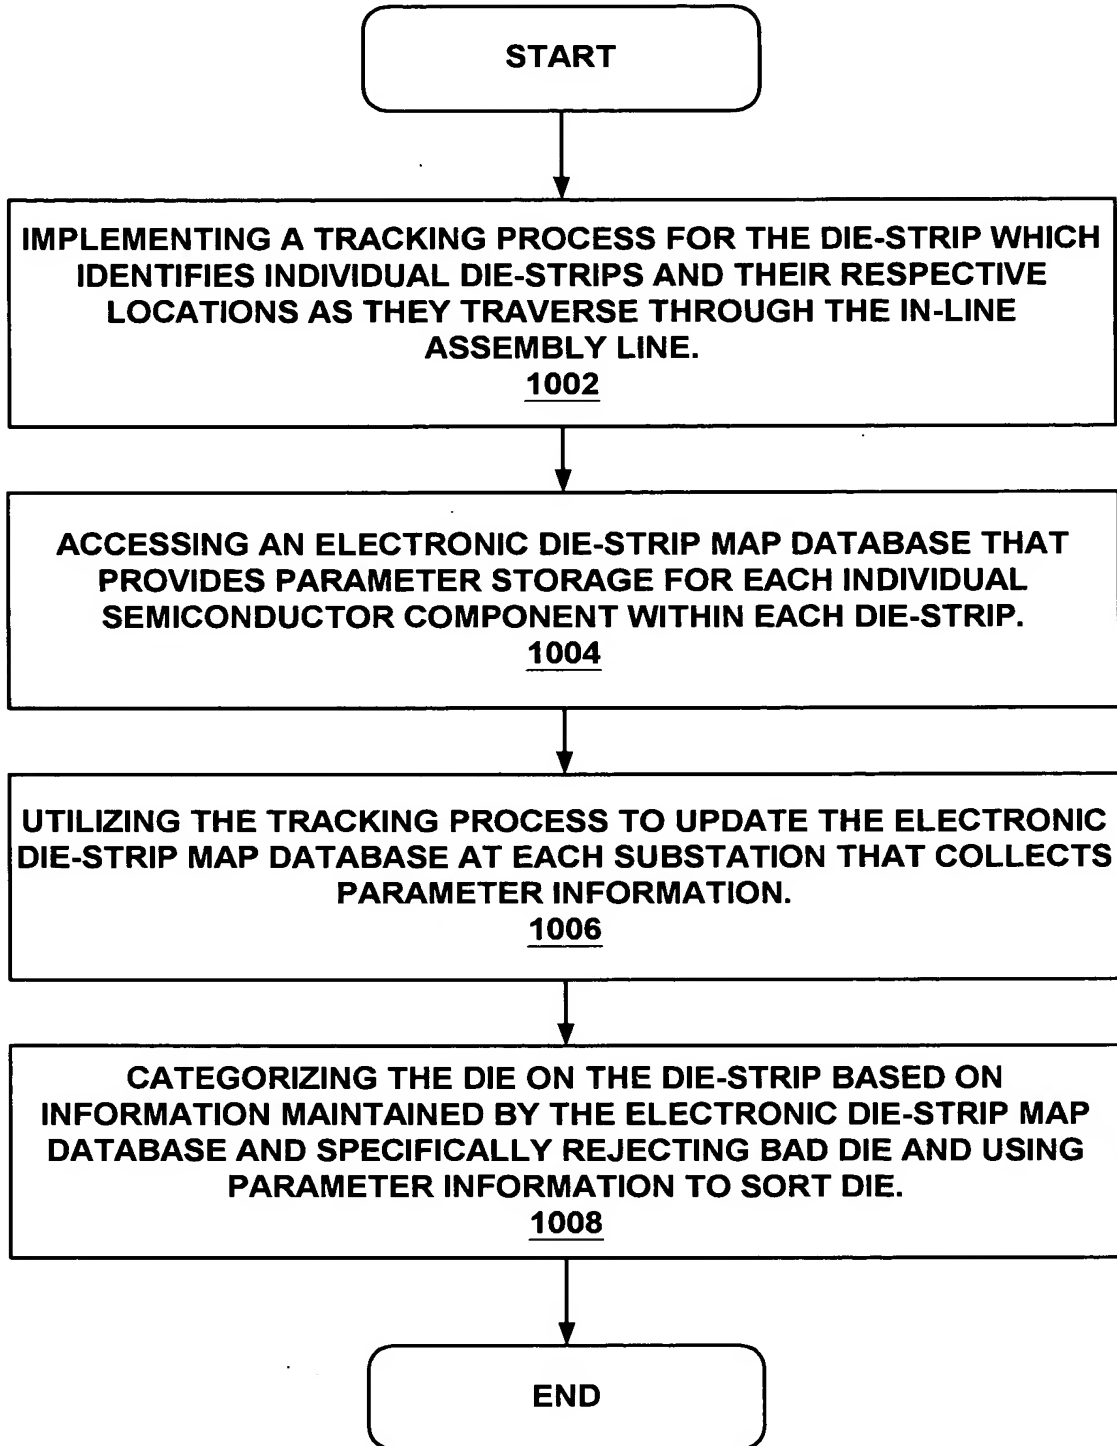 START
IMPLEMENTING A TRACKING PROCESS FOR THE DIE-STRIP WHICH
IDENTIFIES INDIVIDUAL DIE-STRIPS AND THEIR RESPECTIVE
LOCATIONS AS THEY TRAVERSE THROUGH THE IN-LINE
ASSEMBLY LINE.
1002
ACCESSING AN ELECTRONIC DIE-STRIP MAP DATABASE THAT
PROVIDES PARAMETER STORAGE FOR EACH INDIVIDUAL
SEMICONDUCTOR COMPONENT WITHIN EACH DIE-STRIP.
1004
UTILIZING THE TRACKING PROCESS TO UPDATE THE ELECTRONIC
DIE-STRIP MAP DATABASE AT EACH SUBSTATION THAT COLLECTS
PARAMETER INFORMATION.
1006
CATEGORIZING THE DIE ON THE DIE-STRIP BASED ON
INFORMATION MAINTAINED BY THE ELECTRONIC DIE-STRIP MAP
DATABASE AND SPECIFICALLY REJECTING BAD DIE AND USING
PARAMETER INFORMATION TO SORT DIE.
1008
END